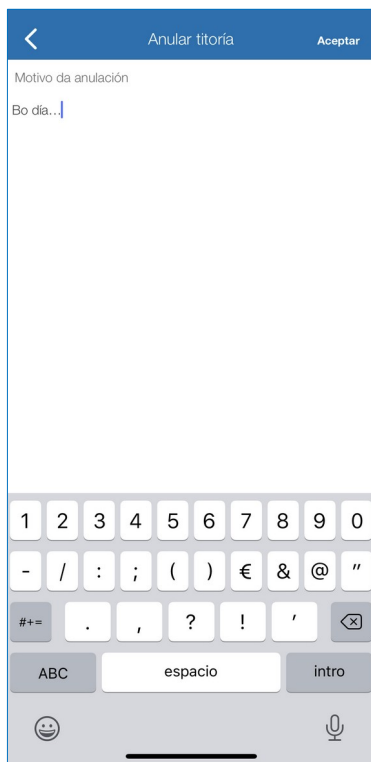 Anular titoría Aceptar
Motivo da anulación
Bo día...
1 2 3 4 5 6 7 8 9 0
- / : ; ( ) € & @ "
#+= . , ? ! '
ABC espacio intro